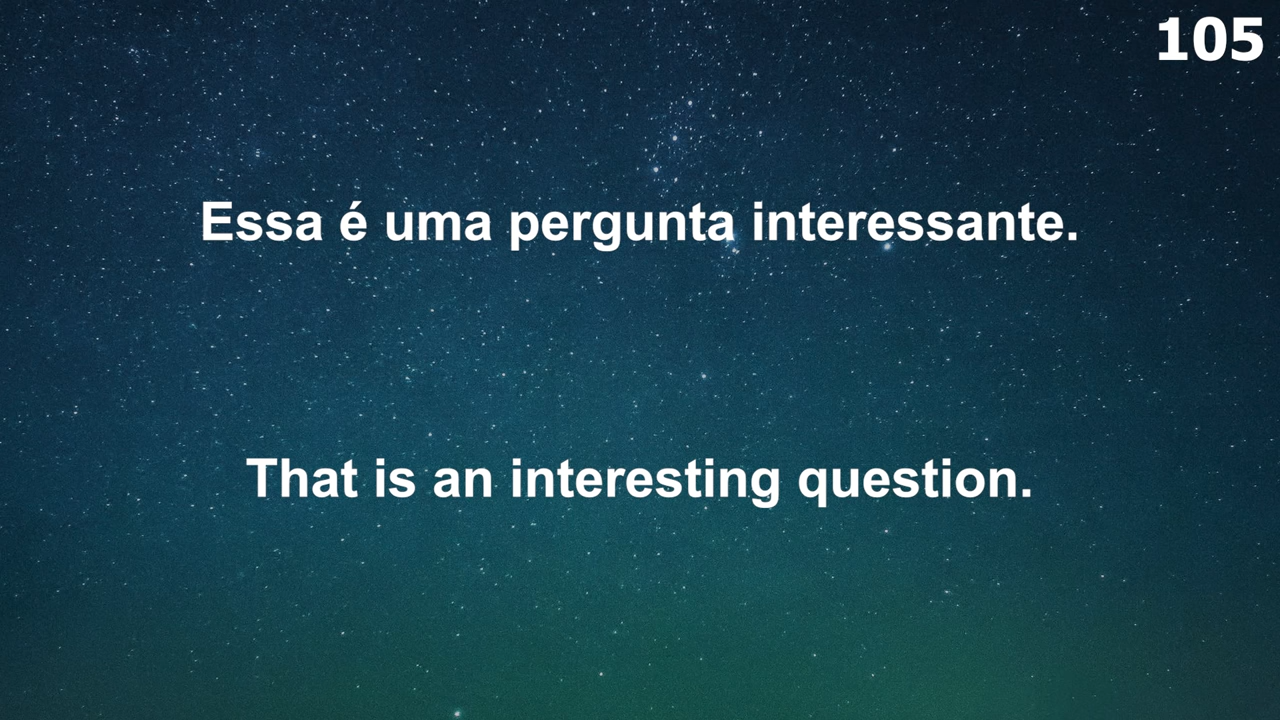 105
Essa é uma pergunta interessante.
That is an interesting question.